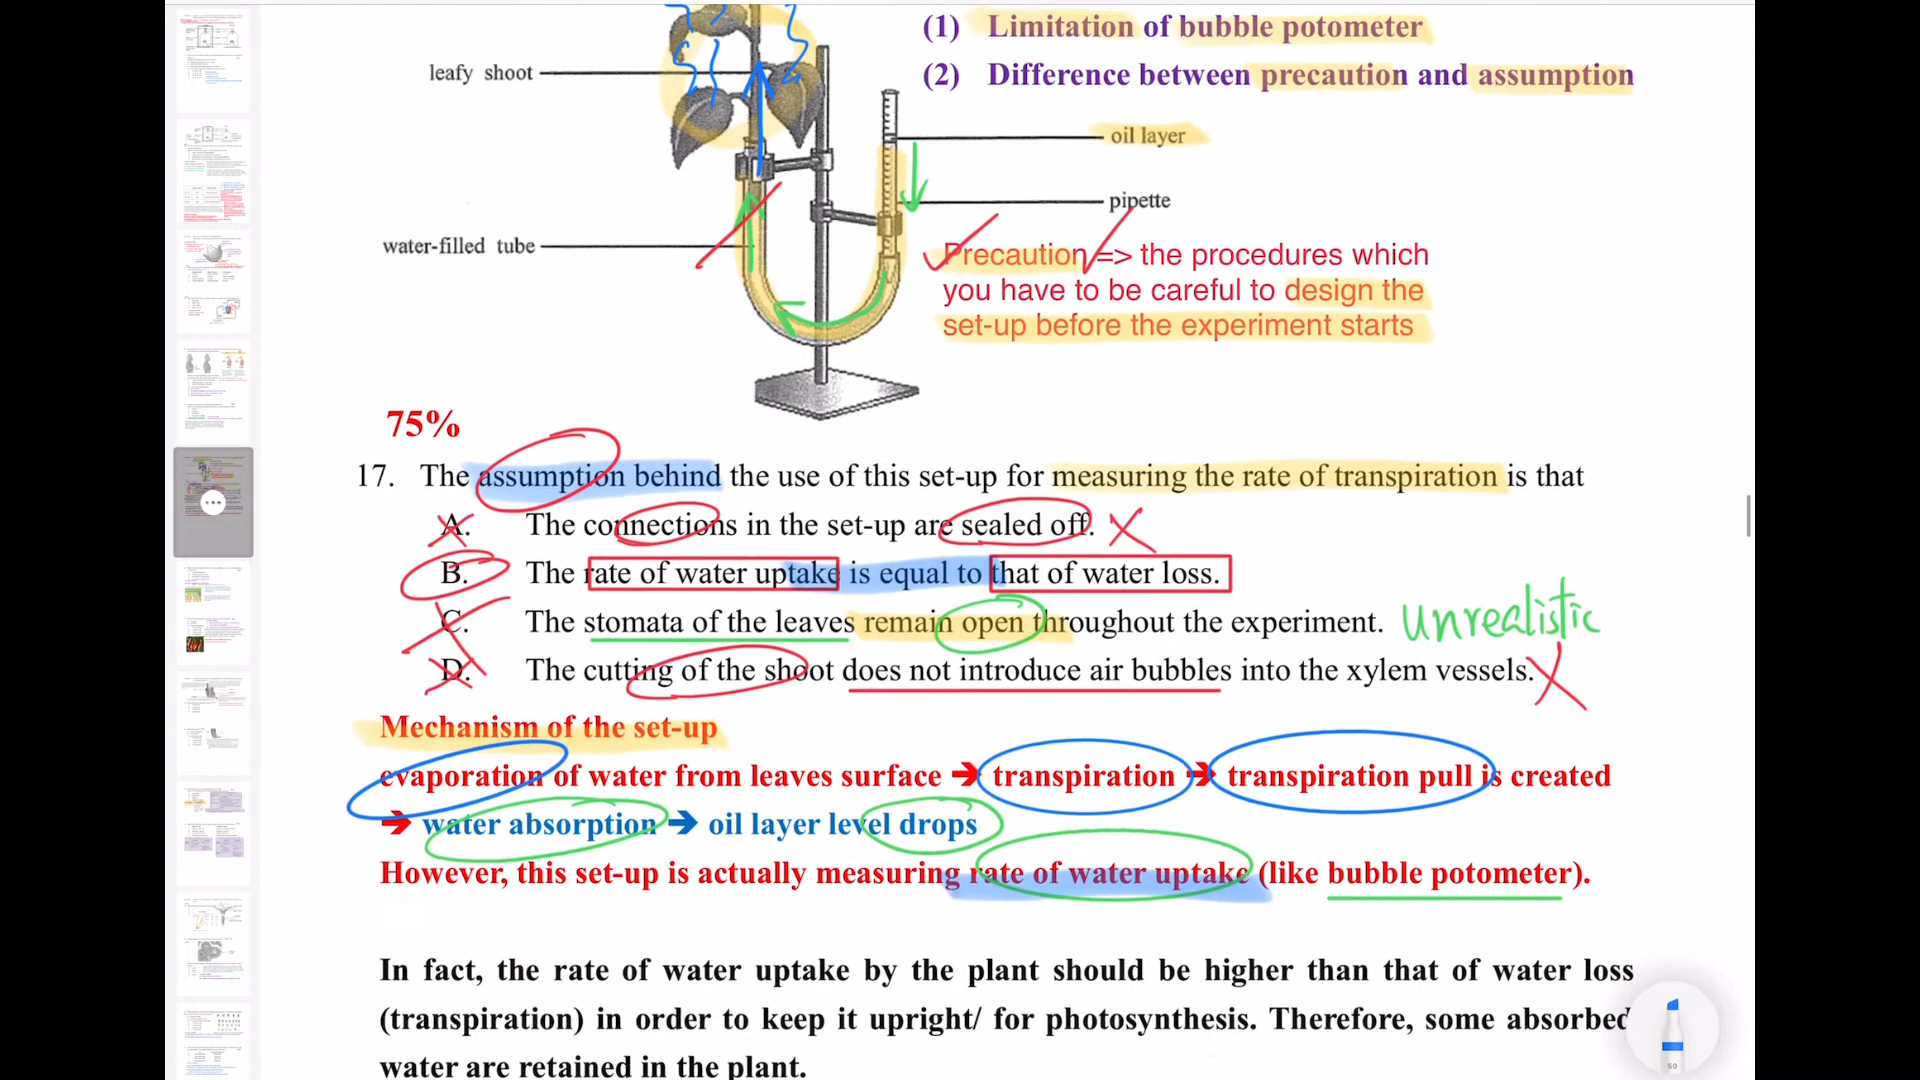 (1) Limitation of bubble potometer
leafy shoot
(2) Difference between precaution and assumption
oil layer
pipette
water-filled tube
Precaution => the procedures which
you have to be careful to design the
set-up before the experiment starts
75%
17. The assumption behind the use of this set-up for measuring the rate of transpiration is that
A. The connections in the set-up are sealed off.
B. The rate of water uptake is equal to that of water loss.
C. The stomata of the leaves remain open throughout the experiment. unrealistic
D. The cutting of the shoot does not introduce air bubbles into the xylem vessels.
Mechanism of the set-up
evaporation of water from leaves surface → transpiration → transpiration pull is created
→ water absorption → oil layer level drops
However, this set-up is actually measuring rate of water uptake (like bubble potometer).
In fact, the rate of water uptake by the plant should be higher than that of water loss
(transpiration) in order to keep it upright/ for photosynthesis. Therefore, some absorbed
water are retained in the plant.
50